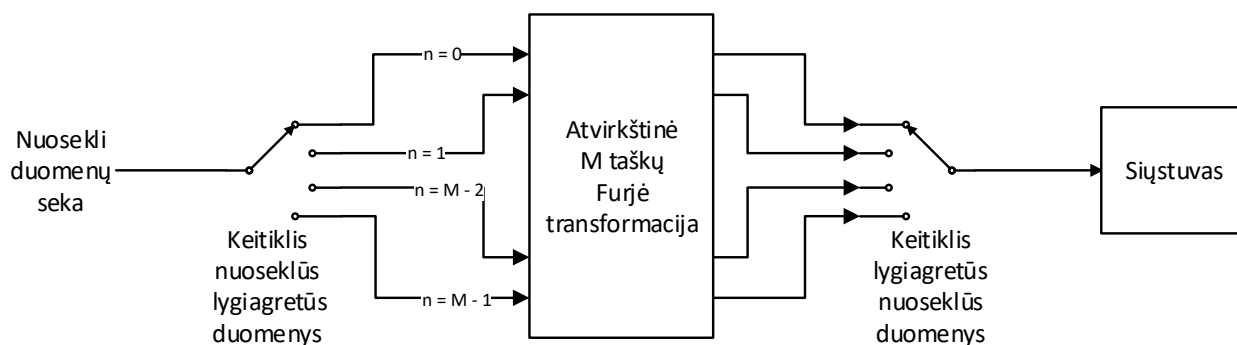 Nuosekli
duomenų
seka
Keitiklis
nuoseklūs
lygiagretūs
duomenys
n = 0
n = 1
n = M - 2
n = M - 1
Atvirkštinė
M taškų
Furjė
transformacija
Keitiklis
lygiagretūs
nuoseklūs
duomenys
Siųstuvas